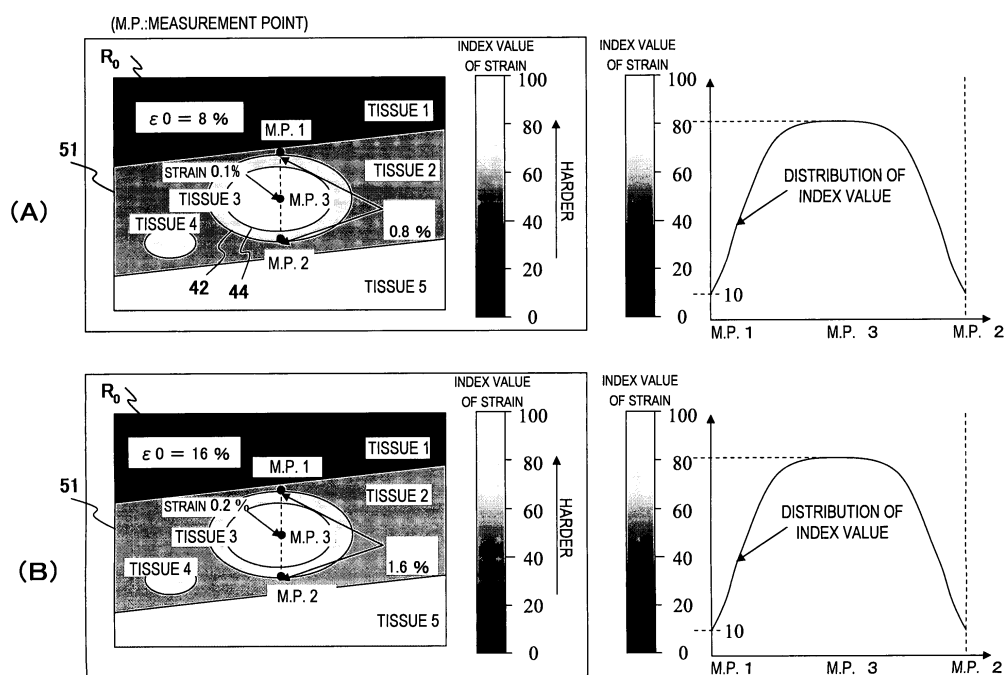 (M.P.:MEASUREMENT POINT)
(A)
R0
51
ε0 = 8 %
TISSUE 1
M.P. 1
TISSUE 2
STRAIN 0.1%
TISSUE 3
M.P. 3
TISSUE 4
0.8 %
M.P. 2
42
44
TISSUE 5
INDEX VALUE
OF STRAIN
100
80
60
40
20
0
HARDER
INDEX VALUE
OF STRAIN
100
80
60
40
20
0
80
DISTRIBUTION OF
INDEX VALUE
10
M.P. 1
M.P. 3
M.P. 2
(B)
R0
51
ε0 = 16 %
TISSUE 1
M.P. 1
TISSUE 2
STRAIN 0.2 %
TISSUE 3
M.P. 3
TISSUE 4
1.6 %
M.P. 2
TISSUE 5
INDEX VALUE
OF STRAIN
100
80
60
40
20
0
HARDER
INDEX VALUE
OF STRAIN
100
80
60
40
20
0
80
DISTRIBUTION OF
INDEX VALUE
10
M.P. 1
M.P. 3
M.P. 2